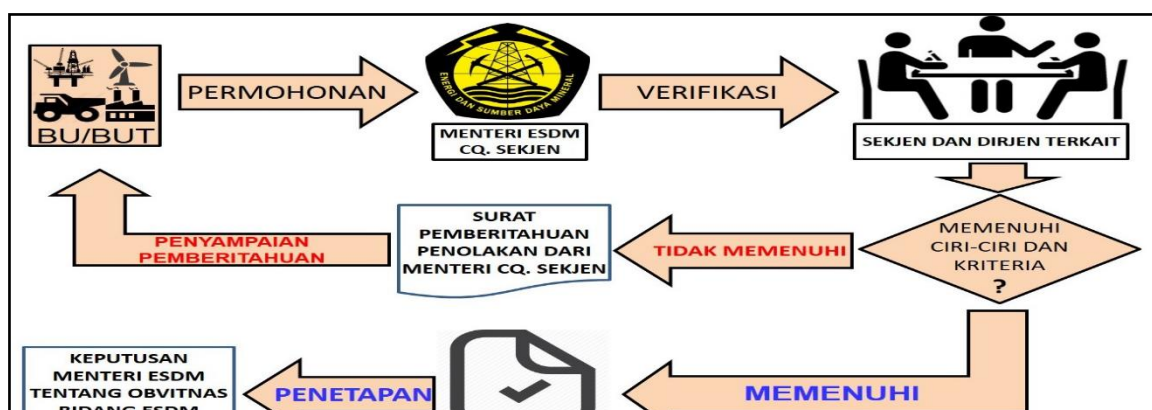 BU/BUT
PERMOHONAN
ENERGI DAN SUMBER DAYA MINERAL
MENTERI ESDM
CQ. SEKJEN
VERIFIKASI
SEKJEN DAN DIRJEN TERKAIT
MEMENUHI
CIRI-CIRI DAN
KRITERIA
?
TIDAK MEMENUHI
SURAT
PEMBERITAHUAN
PENOLAKAN DARI
MENTERI CQ. SEKJEN
PENYAMPAIAN
PEMBERITAHUAN
MEMENUHI
PENETAPAN
KEPUTUSAN
MENTERI ESDM
TENTANG OBVITNAS
BIDANG ESDM